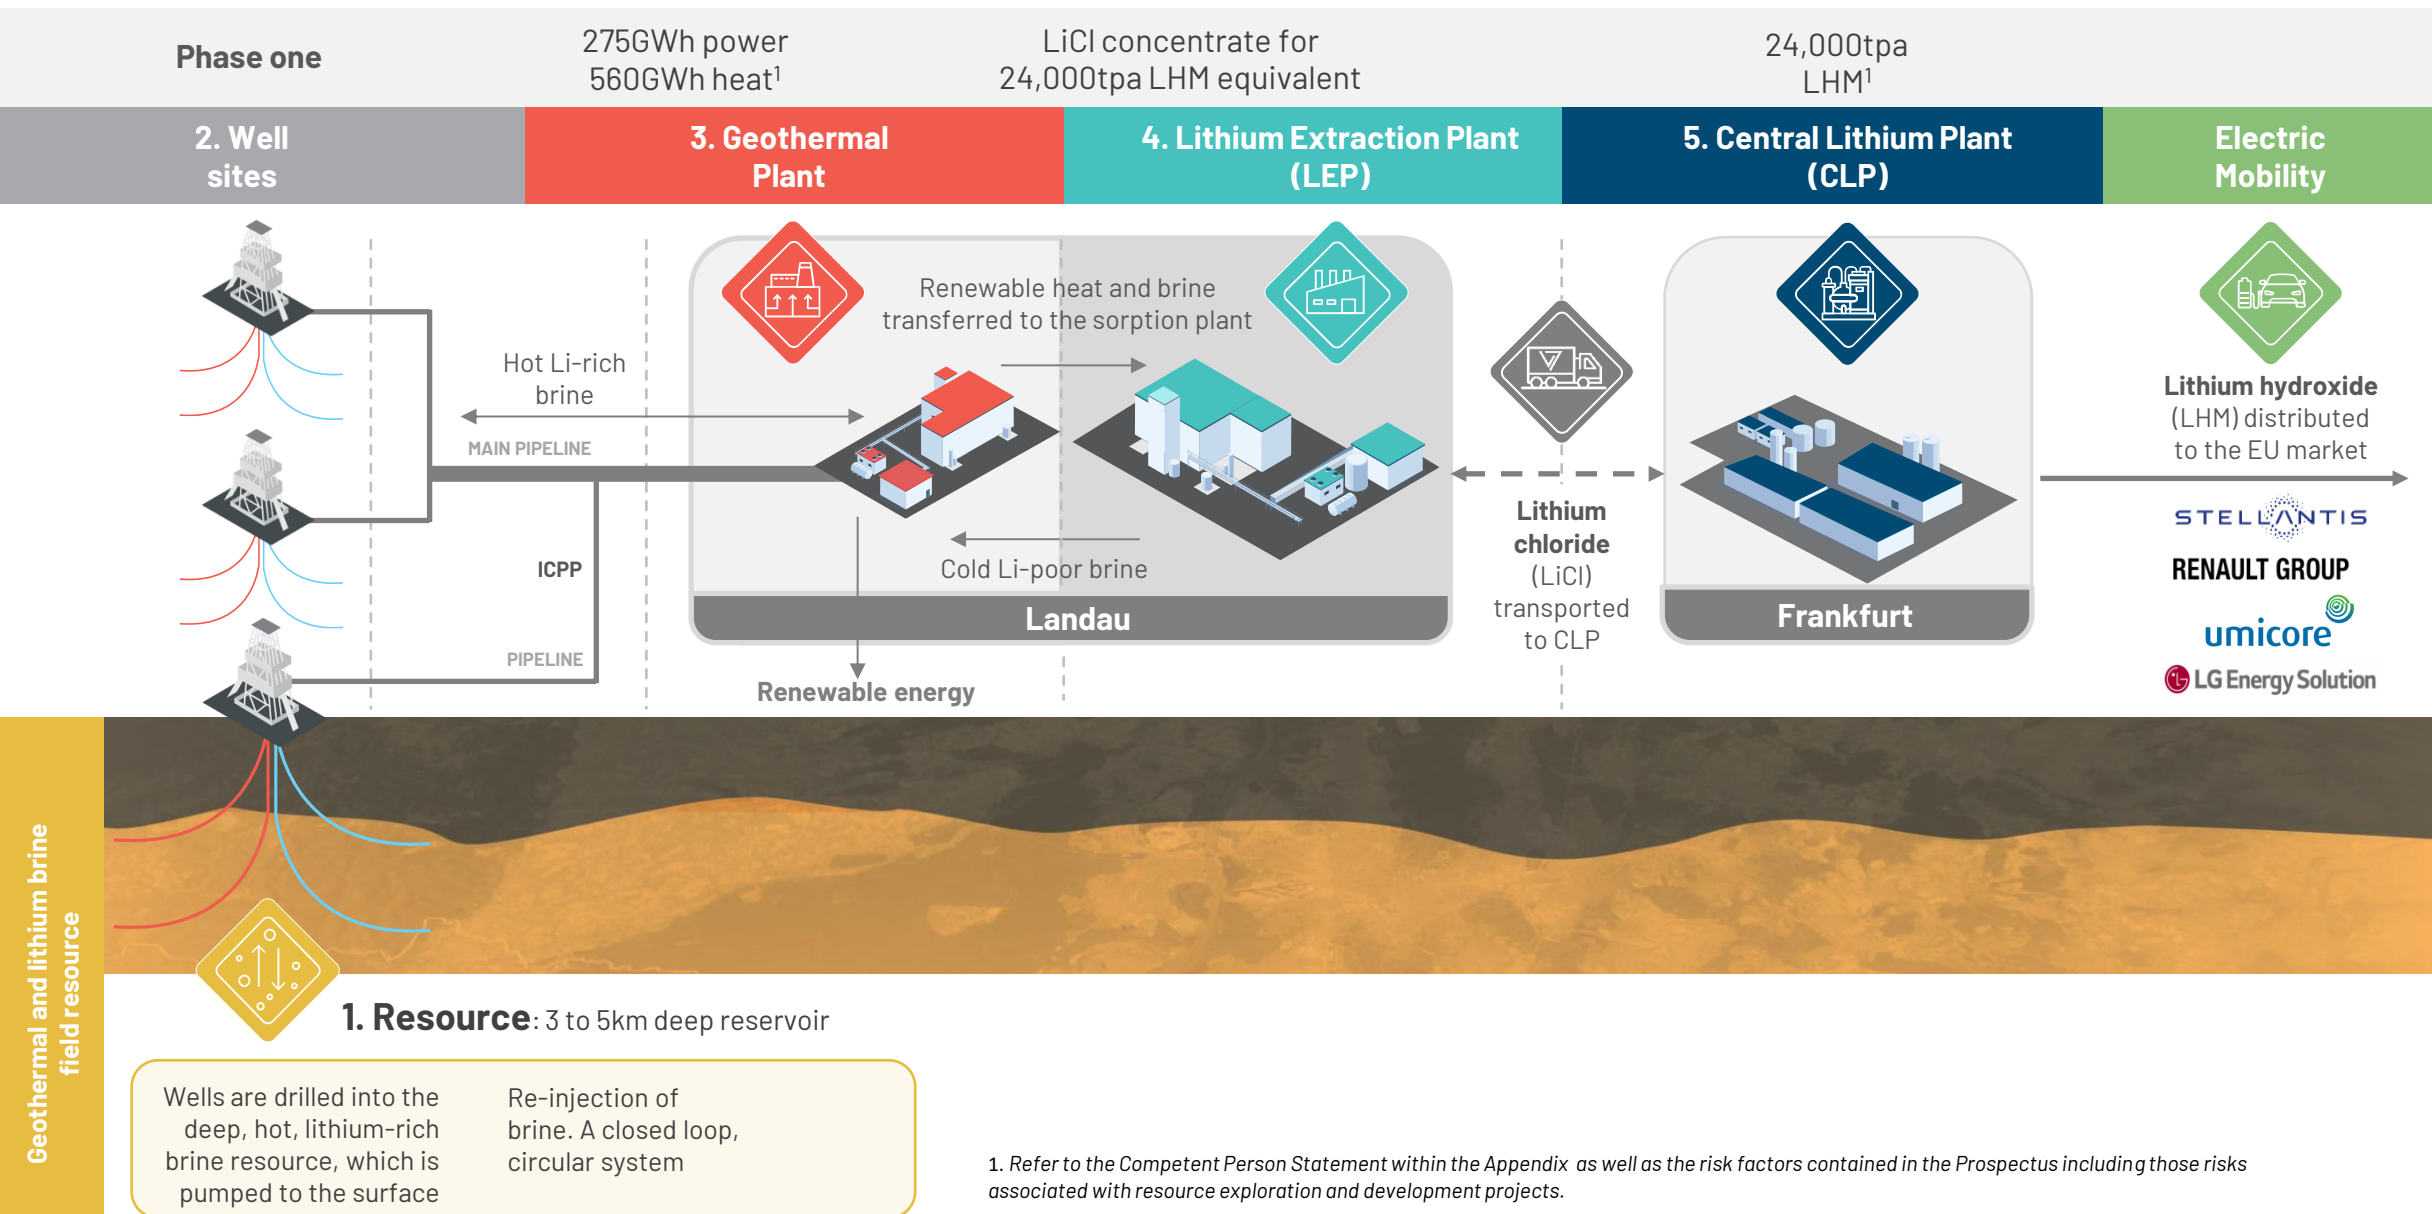 Phase one
275GWh power
560GWh heat¹
LiCl concentrate for
24,000tpa LHM equivalent
24,000tpa
LHM¹
2. Well
sites
3. Geothermal
Plant
4. Lithium Extraction Plant
(LEP)
5. Central Lithium Plant
(CLP)
Electric
Mobility
Renewable heat and brine
transferred to the sorption plant
Hot Li-rich
brine
MAIN PIPELINE
ICPP
PIPELINE
Cold Li-poor brine
Landau
Renewable energy
Lithium
chloride
(LiCl)
transported
to CLP
Frankfurt
Lithium hydroxide
(LHM) distributed
to the EU market
STELLANTIS
RENAULT GROUP
umicore
LG Energy Solution
Geothermal and lithium brine
field resource
1. Resource: 3 to 5km deep reservoir
Wells are drilled into the
deep, hot, lithium-rich
brine resource, which is
pumped to the surface
Re-injection of
brine. A closed loop,
circular system
1. Refer to the Competent Person Statement within the Appendix as well as the risk factors contained in the Prospectus including those risks
associated with resource exploration and development projects.